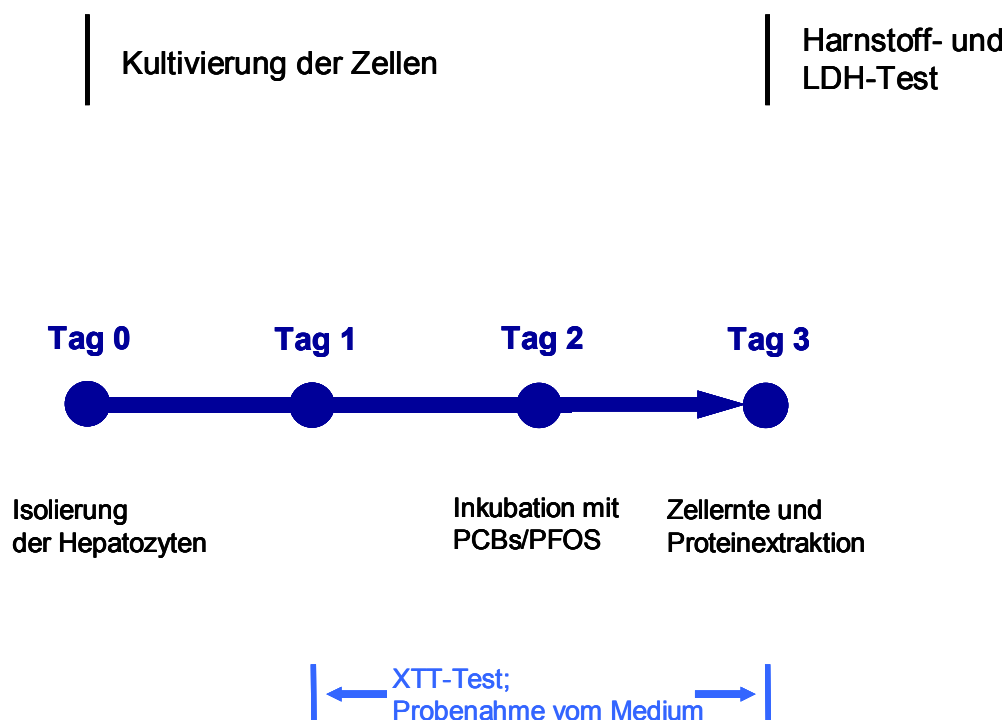 Kultivierung der Zellen
Harnstoff- und
LDH-Test
Tag 0
Tag 1
Tag 2
Tag 3
Isolierung
der Hepatozyten
Inkubation mit
PCBs/PFOS
Zellernte und
Proteinextraktion
XTT-Test;
Probenahme vom Medium